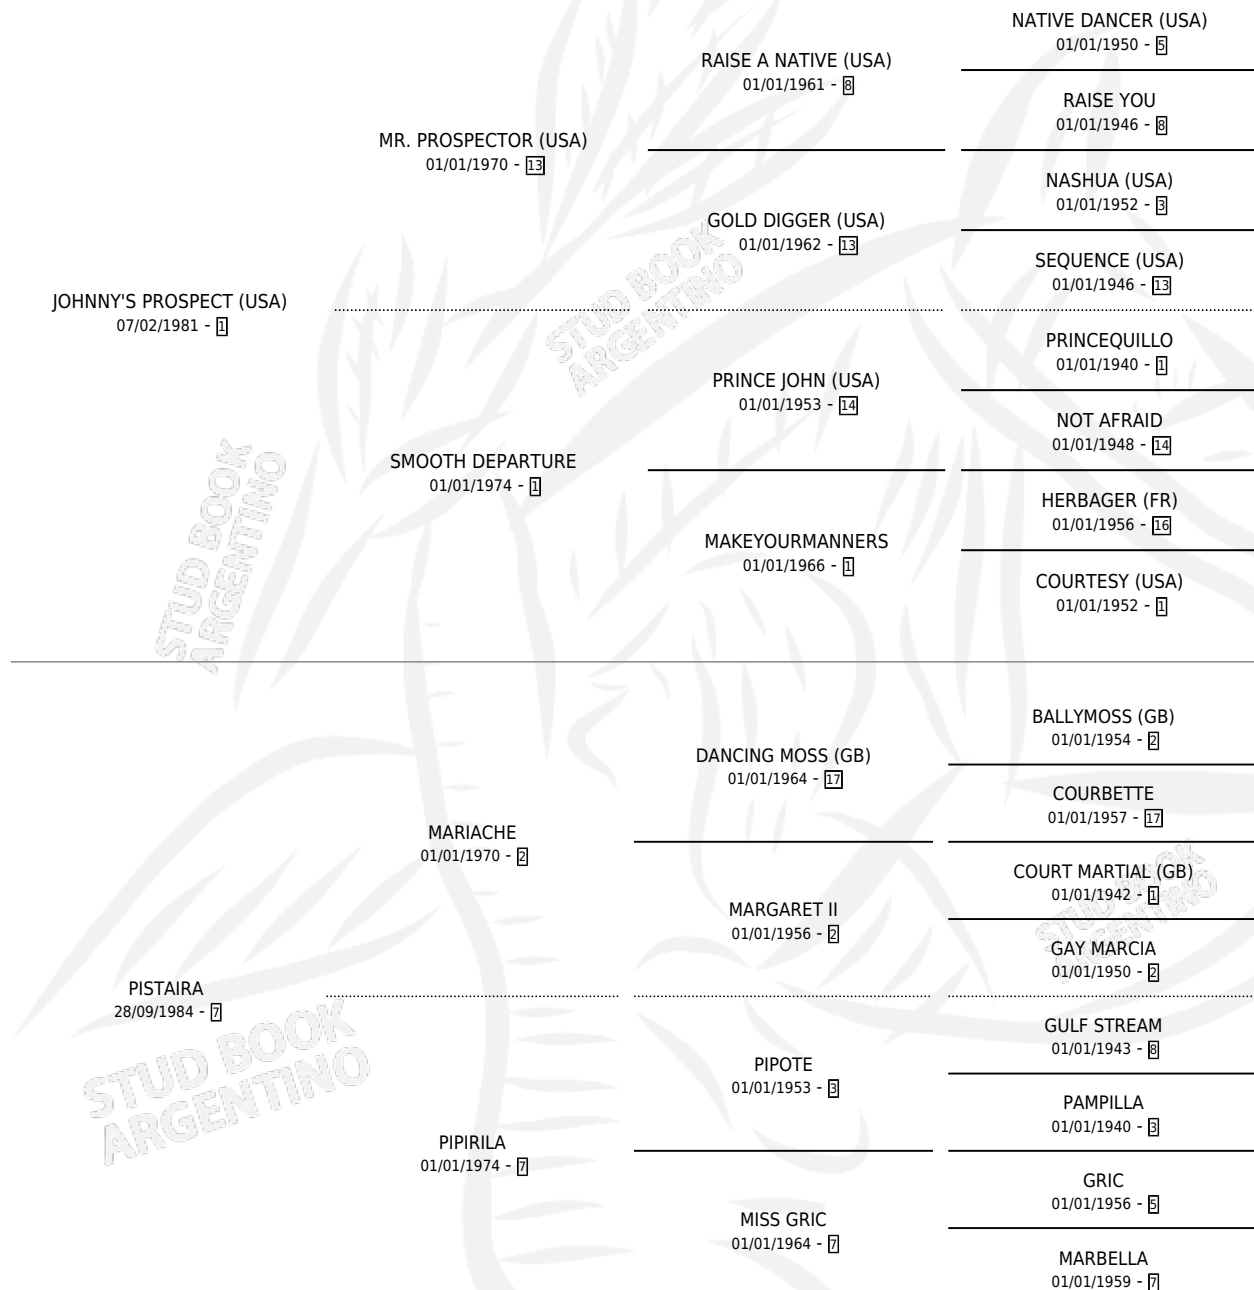 NATIVE DANCER (USA)
01/01/1950 - 5
RAISE A NATIVE (USA)
01/01/1961 - 8
RAISE YOU
01/01/1946 - 8
MR. PROSPECTOR (USA)
01/01/1970 - 13
NASHUA (USA)
01/01/1952 - 3
GOLD DIGGER (USA)
01/01/1962 - 13
SEQUENCE (USA)
01/01/1946 - 13
JOHNNY'S PROSPECT (USA)
07/02/1981 - 1
STUD BOOK
ARGENTINO
PRINCEQUILLO
01/01/1940 - 1
PRINCE JOHN (USA)
01/01/1953 - 14
NOT AFRAID
01/01/1948 - 14
SMOOTH DEPARTURE
01/01/1974 - 1
HERBAGER (FR)
01/01/1956 - 16
MAKEYOURMANNERS
01/01/1966 - 1
COURTESY (USA)
01/01/1952 - 1
STUD BOOK
ARGENTINO
BALLYMOSS (GB)
01/01/1954 - 2
DANCING MOSS (GB)
01/01/1964 - 17
COURBETTE
01/01/1957 - 17
MARIACHE
01/01/1970 - 2
COURT MARTIAL (GB)
01/01/1942 - 1
MARGARET II
01/01/1956 - 2
GAY MARCIA
01/01/1950 - 2
STUD BOOK
ARGENTINO
PISTAIRA
28/09/1984 - 7
GULF STREAM
01/01/1943 - 8
PIPOTE
01/01/1953 - 3
PAMPILLA
01/01/1940 - 3
STUD BOOK
ARGENTINO
PIPIRILA
01/01/1974 - 7
GRIC
01/01/1956 - 5
MISS GRIC
01/01/1964 - 7
MARBELLA
01/01/1959 - 7